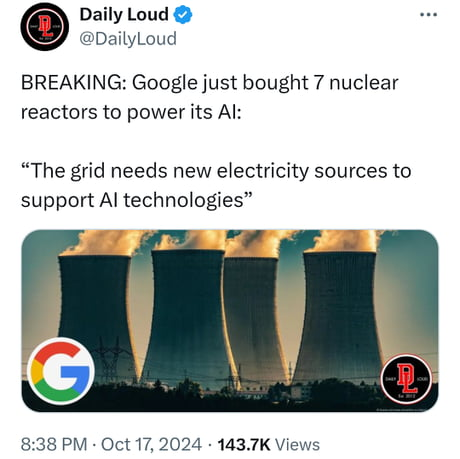 Daily Loud
@DailyLoud
BREAKING: Google just bought 7 nuclear
reactors to power its AI:
“The grid needs new electricity sources to
support AI technologies”
8:38 PM · Oct 17, 2024 · 143.7K Views